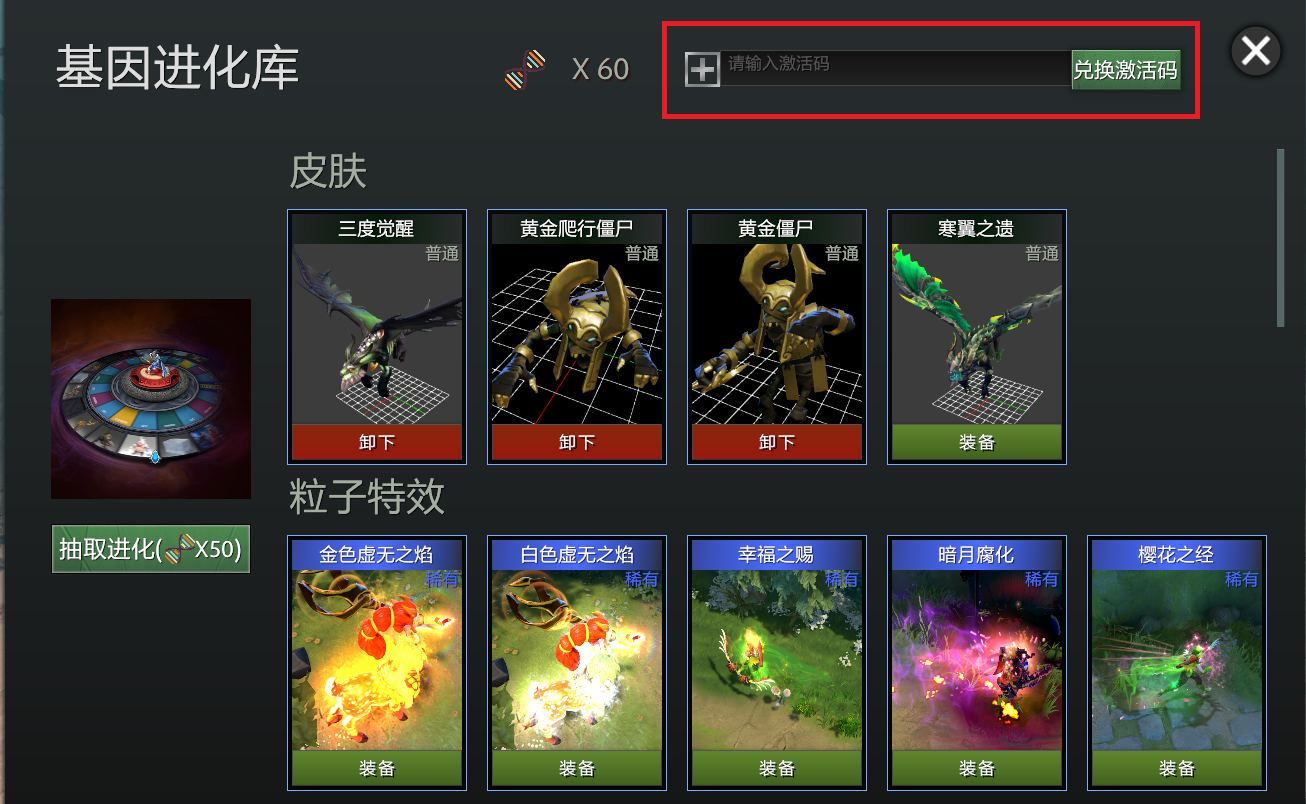 基因进化库
X 60
请输入激活码
兑换激活码
皮肤
三度觉醒
普通
卸下
黄金爬行僵尸
普通
卸下
黄金僵尸
普通
卸下
寒翼之遗
普通
装备
抽取进化(X50)
粒子特效
金色虚无之焰
稀有
装备
白色虚无之焰
稀有
装备
幸福之赐
稀有
装备
暗月腐化
稀有
装备
樱花之经
稀有
装备